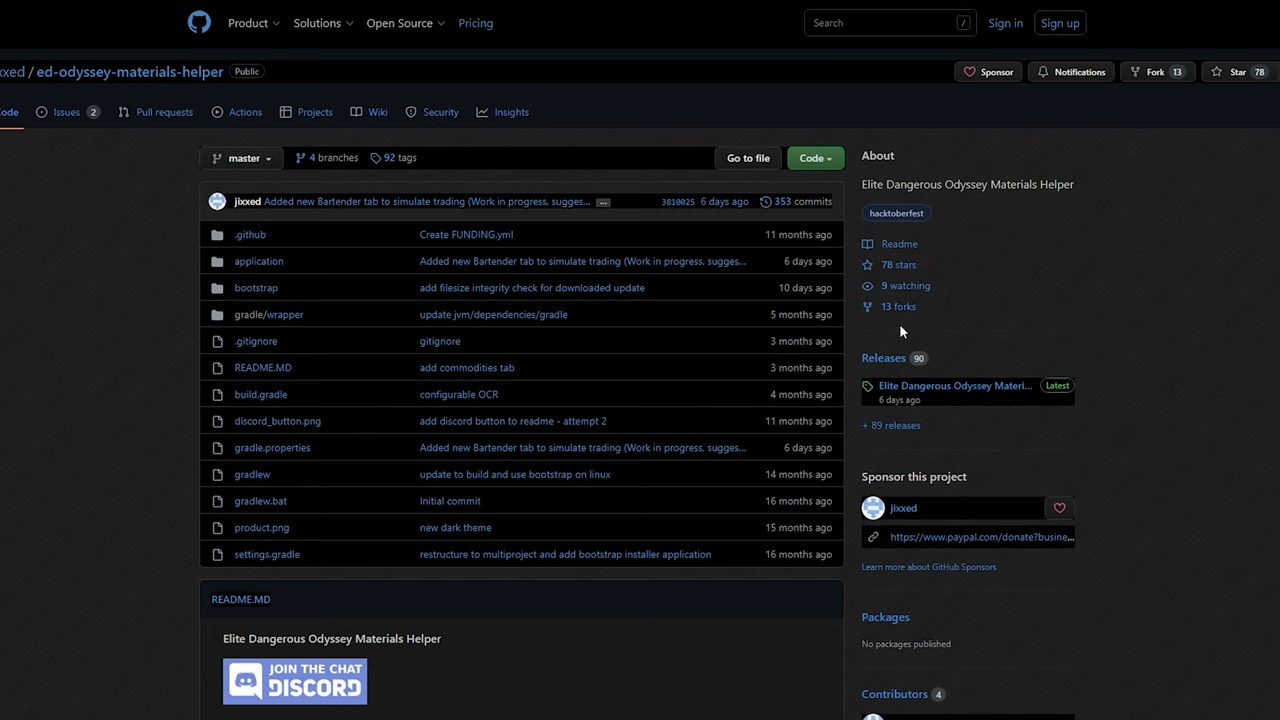 Product Solutions Open Source Pricing Search / Sign in Sign up
xed / ed-odyssey-materials-helper Public Sponsor Notifications Fork 13 Star 78
ode Issues 2 Pull requests Actions Projects Wiki Security Insights
master 4 branches 92 tags Go to file Code
jixxed Added new Bartender tab to simulate trading (Work in progress, sugges... ... 3810025 6 days ago 353 commits
.github Create FUNDING.yml 11 months ago
application Added new Bartender tab to simulate trading (Work in progress, sugges... 6 days ago
bootstrap add filesize integrity check for downloaded update 10 days ago
gradle/wrapper update jvm/dependencies/gradle 5 months ago
.gitignore gitignore 3 months ago
README.MD add commodities tab 3 months ago
build.gradle configurable OCR 4 months ago
discord_button.png add discord button to readme - attempt 2 11 months ago
gradle.properties Added new Bartender tab to simulate trading (Work in progress, sugges... 6 days ago
gradlew update to build and use bootstrap on linux 14 months ago
gradlew.bat Initial commit 16 months ago
product.png new dark theme 15 months ago
settings.gradle restructure to multiproject and add bootstrap installer application 16 months ago
README.MD
Elite Dangerous Odyssey Materials Helper
JOIN THE CHAT
DISCORD
About
Elite Dangerous Odyssey Materials Helper
hacktoberfest
Readme
78 stars
9 watching
13 forks
Releases 90
Elite Dangerous Odyssey Materi... Latest
6 days ago
+ 89 releases
Sponsor this project
jixxed
https://www.paypal.com/donate?busine...
Learn more about GitHub Sponsors
Packages
No packages published
Contributors 4